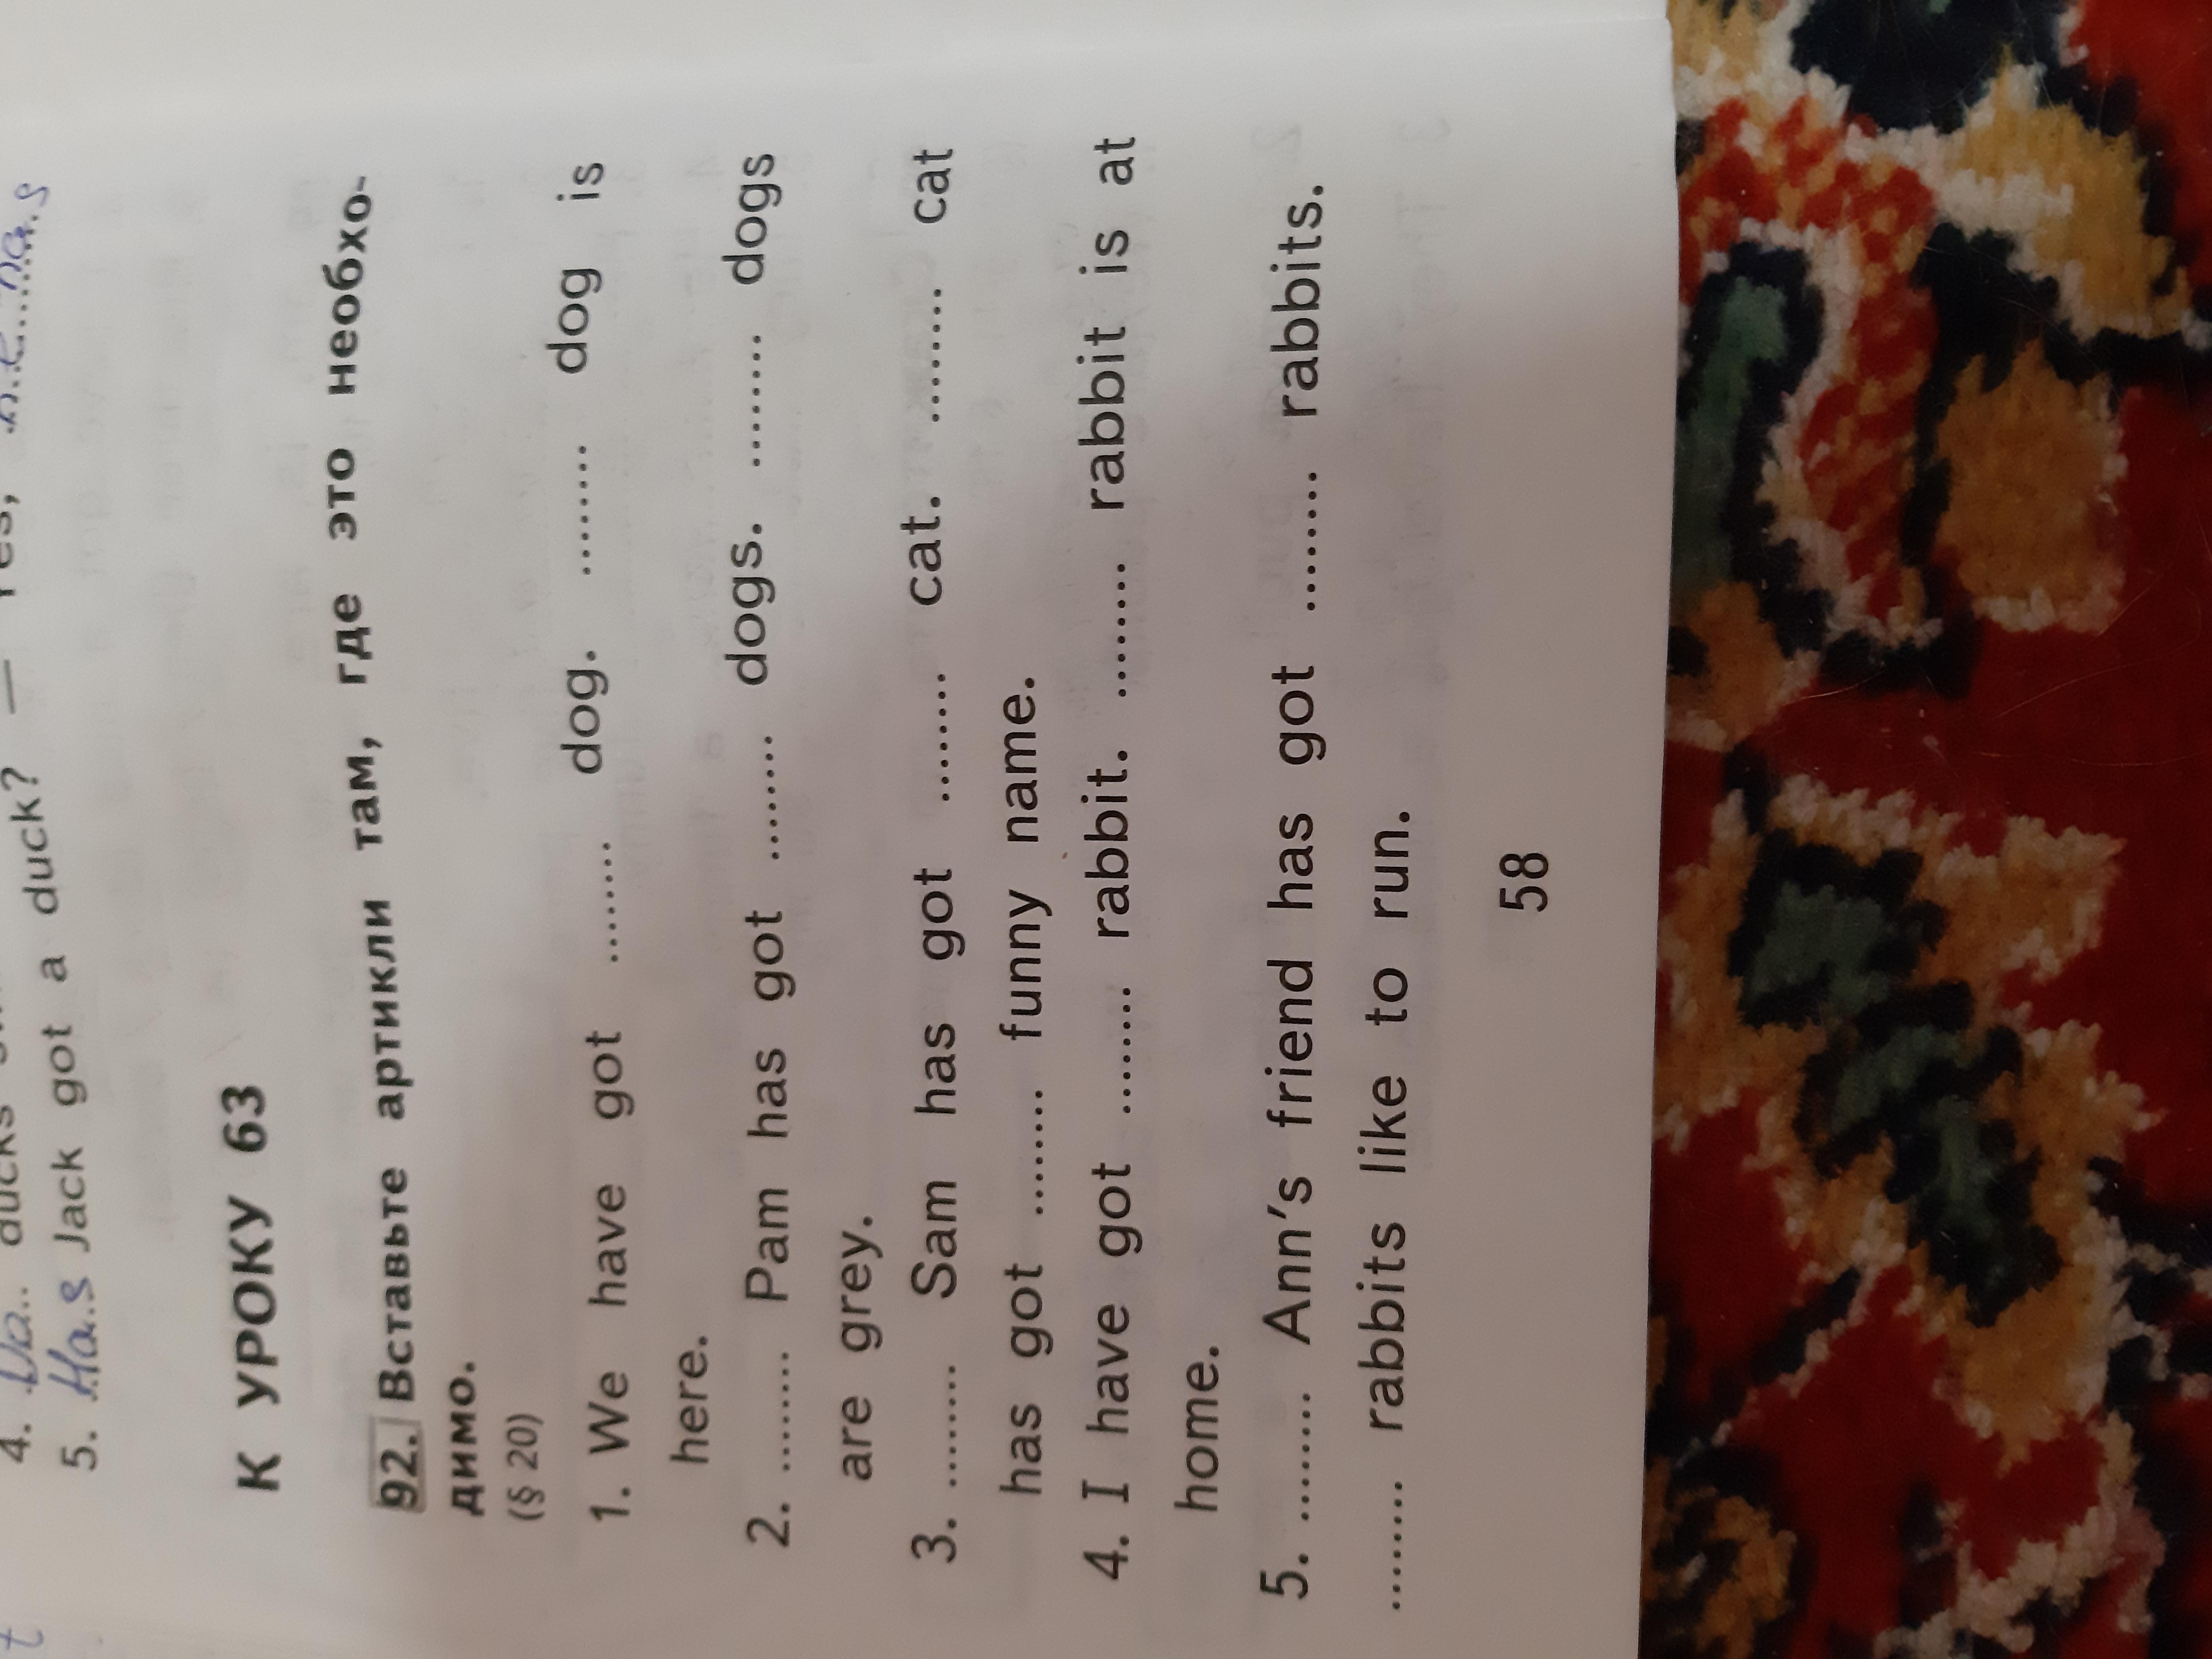 5. Has Jack got a duck?
К УРОКУ 63
92. Вставьте артикли там, где это необхо-
димо.
(§ 20)
1. We have got ........ dog. ........ dog is
here.
2. ........ Pam has got ........ dogs. ........ dogs
are grey.
3. ........ Sam has got ........ cat. ........ cat
has got ........ funny name.
4. I have got ........ rabbit. ........ rabbit is at
home.
5. ........ Ann's friend has got ........ rabbits.
........ rabbits like to run.
58